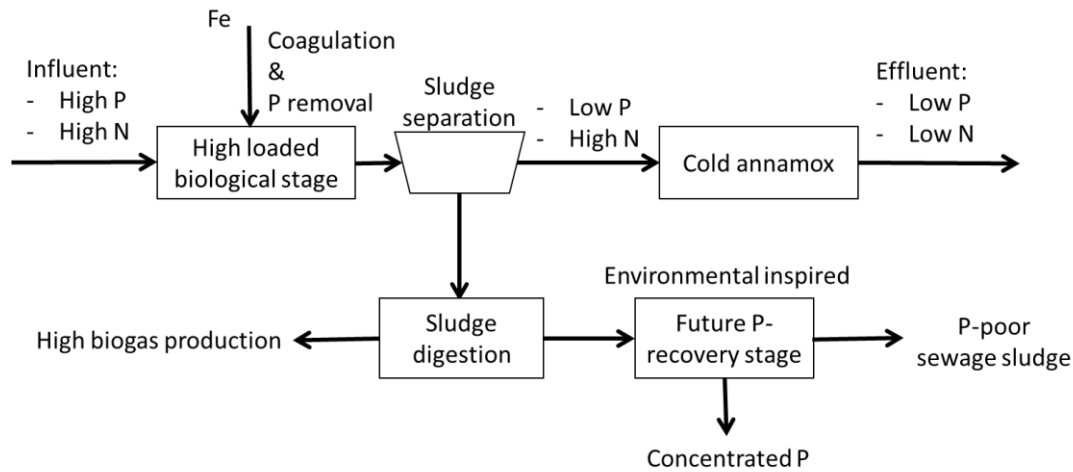 Fe
Coagulation
&
P removal
Influent:
- High P
- High N
High loaded
biological stage
Sludge
separation
- Low P
- High N
Cold annamox
Effluent:
- Low P
- Low N
High biogas production
Sludge
digestion
Environmental inspired
Future P-
recovery stage
P-poor
sewage sludge
Concentrated P